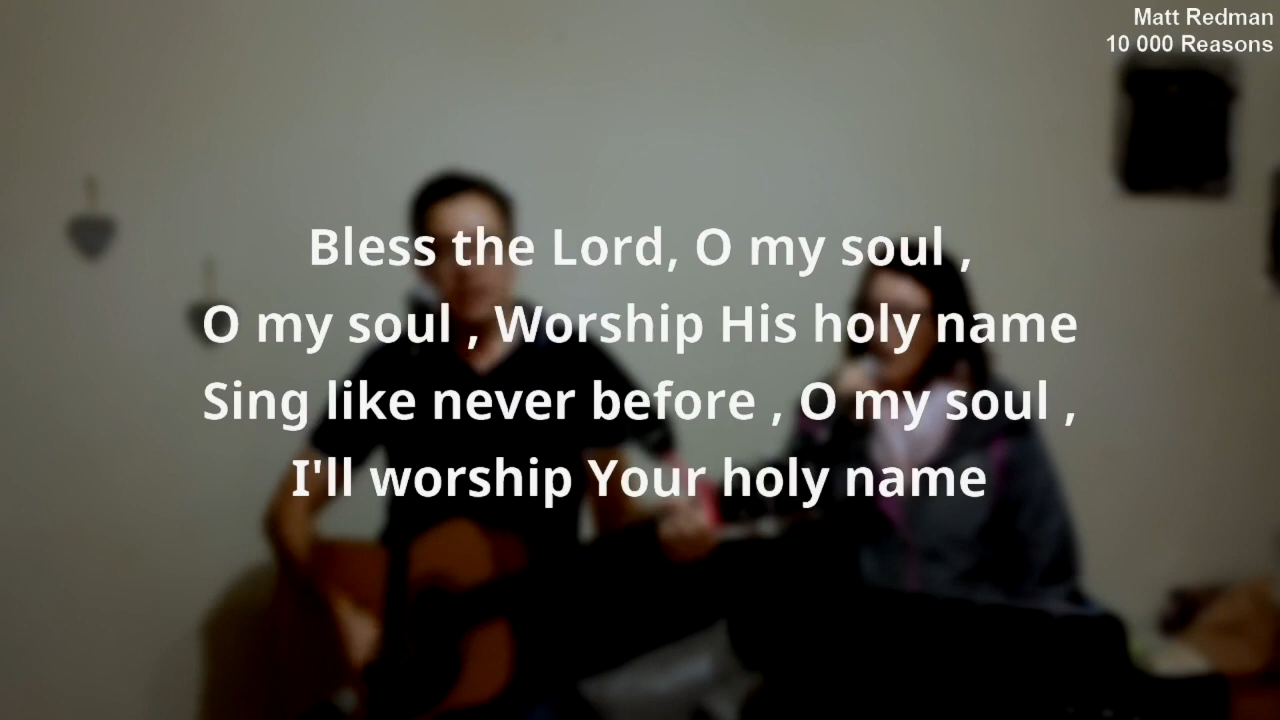 Matt Redman
10 000 Reasons
Bless the Lord, O my soul ,
O my soul , Worship His holy name
Sing like never before , O my soul ,
I'll worship Your holy name